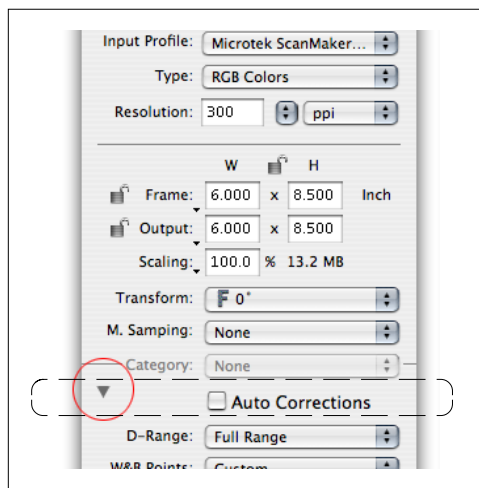 Input Profile: Microtek ScanMaker...
Type: RGB Colors
Resolution: 300 ppi
W H
Frame: 6.000 x 8.500 Inch
Output: 6.000 x 8.500
Scaling: 100.0 % 13.2 MB
Transform: F 0°
M. Sampling: None
Category: None
Auto Corrections
D-Range: Full Range
W&B Points: Custom